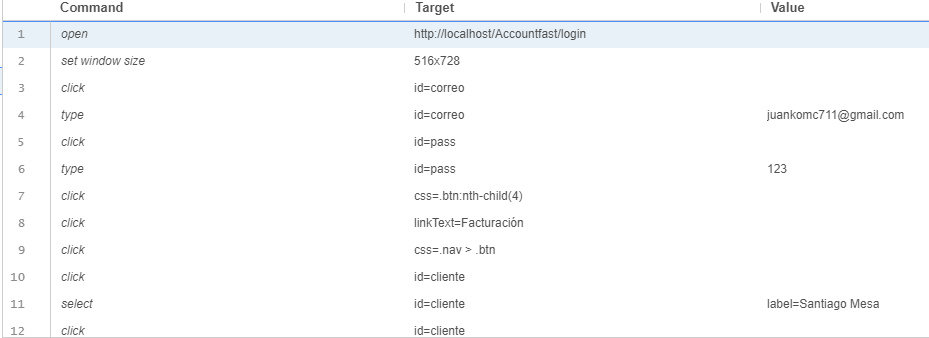 Command Target Value
1 open http://localhost/Accountfast/login
2 set window size 516x728
3 click id=correo
4 type id=correo juankomc711@gmail.com
5 click id=pass
6 type id=pass 123
7 click css=.btn:nth-child(4)
8 click linkText=Facturación
9 click css=.nav > .btn
10 click id=cliente
11 select id=cliente label=Santiago Mesa
12 click id=cliente